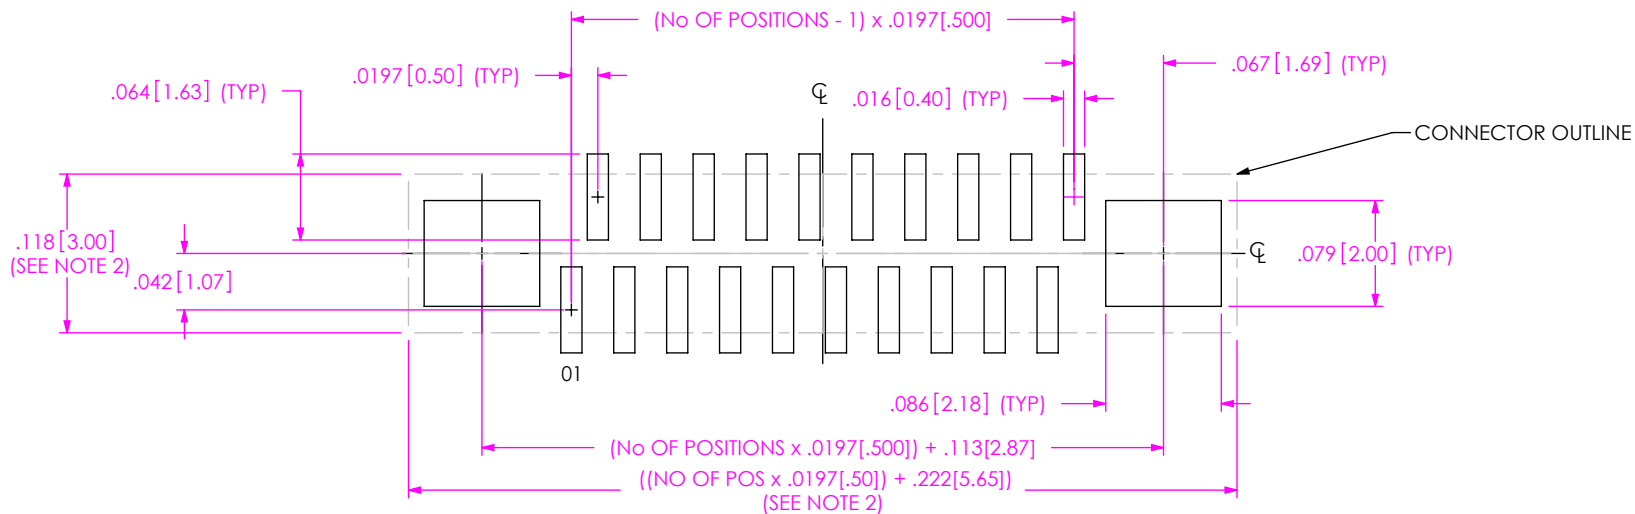 (No OF POSITIONS - 1) x .0197[.500]
.0197[0.50] (TYP)
.067[1.69] (TYP)
.064[1.63] (TYP)
℄
.016[0.40] (TYP)
CONNECTOR OUTLINE
.118[3.00]
(SEE NOTE 2)
℄
.079[2.00] (TYP)
.042[1.07]
01
.086[2.18] (TYP)
(No OF POSITIONS x .0197[.500]) + .113[2.87]
((NO OF POS x .0197[.50]) + .222[5.65])
(SEE NOTE 2)